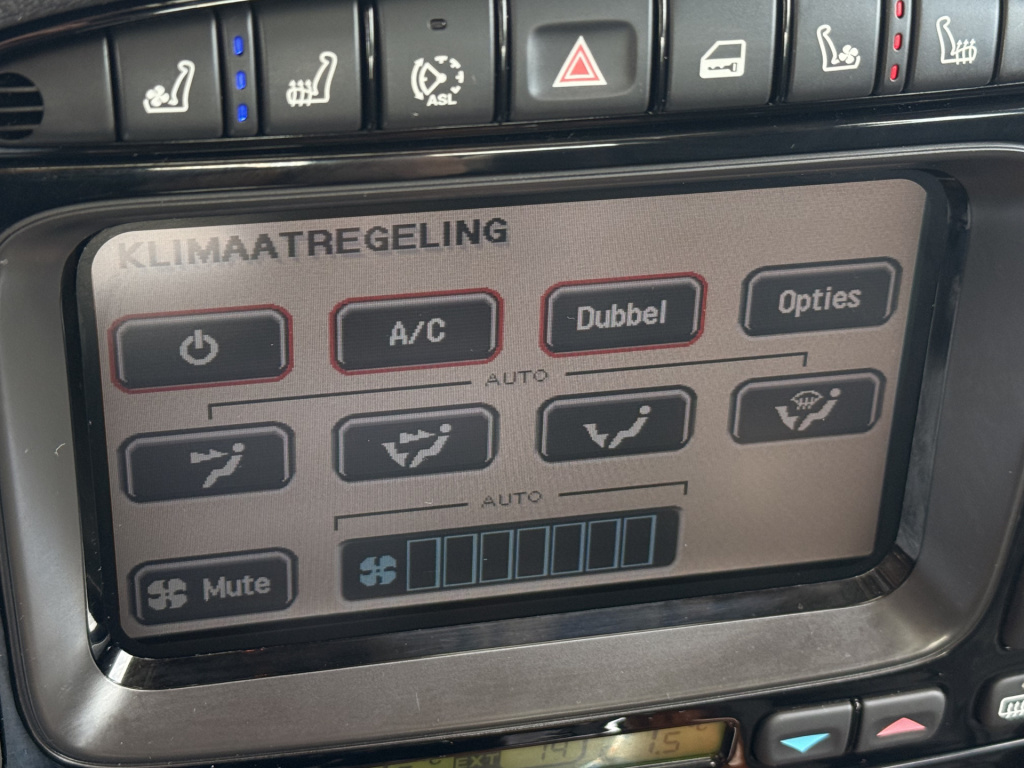 ASL
KLIMAATREGELING
A/C
Dubbel
Opties
AUTO
AUTO
Mute
EXT